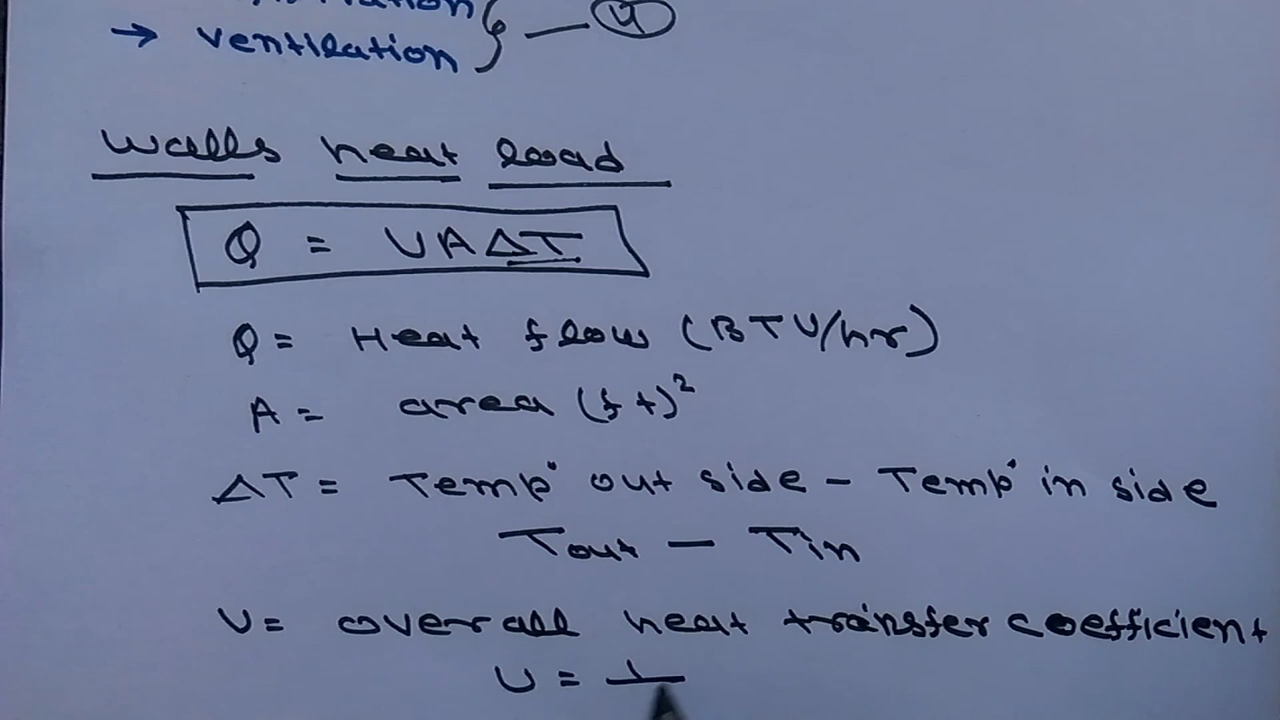 → ventilation } — 4
Walls heat load
Q = UAΔT
Q = Heat flow (BTU/hr)
A = area (ft)²
ΔT = Temp. out side - Temp. in side
Tout - Tin
U = overall heat transfer coefficient
U = 1/